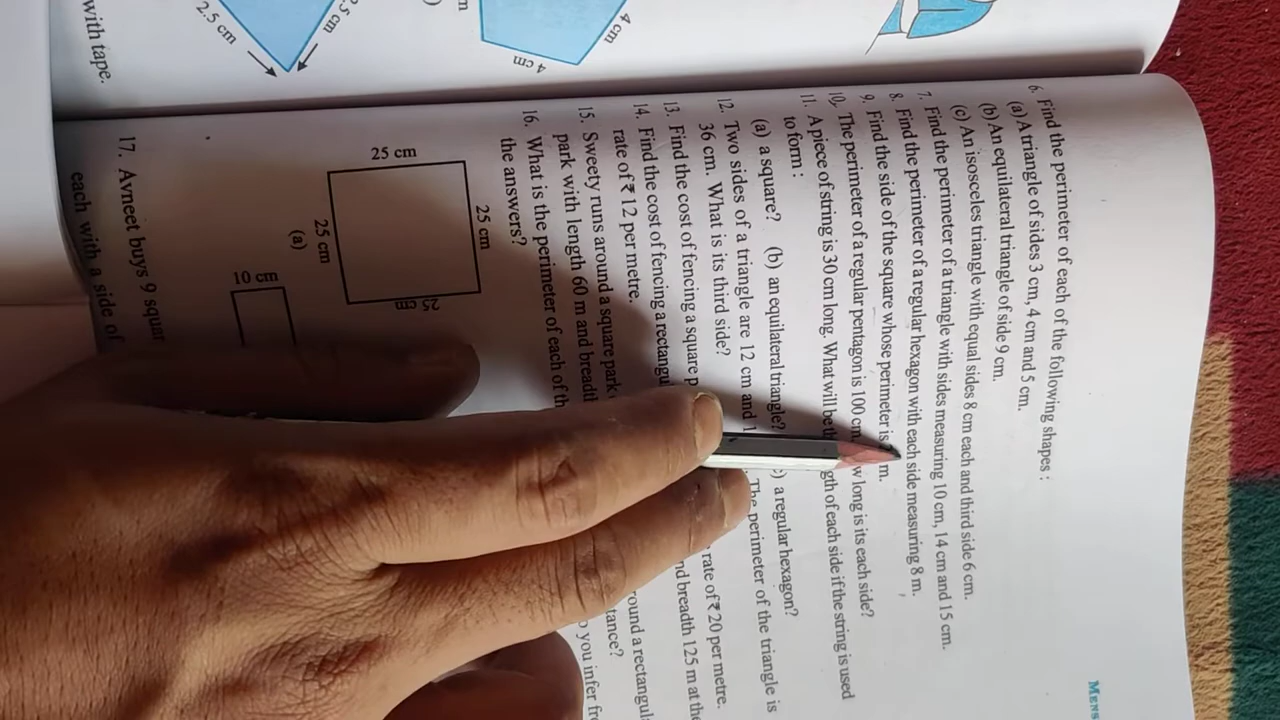 with tape.
2.5 cm
2.5 cm
cm
4 cm
4 cm
MENS
6. Find the perimeter of each of the following shapes :
(a) A triangle of sides 3 cm, 4 cm and 5 cm.
(b) An equilateral triangle of side 9 cm.
(c) An isosceles triangle with equal sides 8 cm each and third side 6 cm.
7. Find the perimeter of a triangle with sides measuring 10 cm, 14 cm and 15 cm.
8. Find the perimeter of a regular hexagon with each side measuring 8 m.
9. Find the side of the square whose perimeter is m.
10. The perimeter of a regular pentagon is 100 cm. long is its each side?
11. A piece of string is 30 cm long. What will be of each side if the string is used
to form :
(a) a square? (b) an equilateral triangle? a regular hexagon?
12. Two sides of a triangle are 12 cm and The perimeter of the triangle is
36 cm. What is its third side?
13. Find the cost of fencing a square rate of ₹ 20 per metre.
14. Find the cost of fencing a and breadth 125 m at the
rate of ₹ 12 per metre.
15. Sweety runs around a square park
park with length 60 m and
16. What is the perimeter of each of you infer
the answers?
25 cm
25 cm
25 cm
25 cm
(a)
10 cm
17. Avneet buys 9
each with a side of